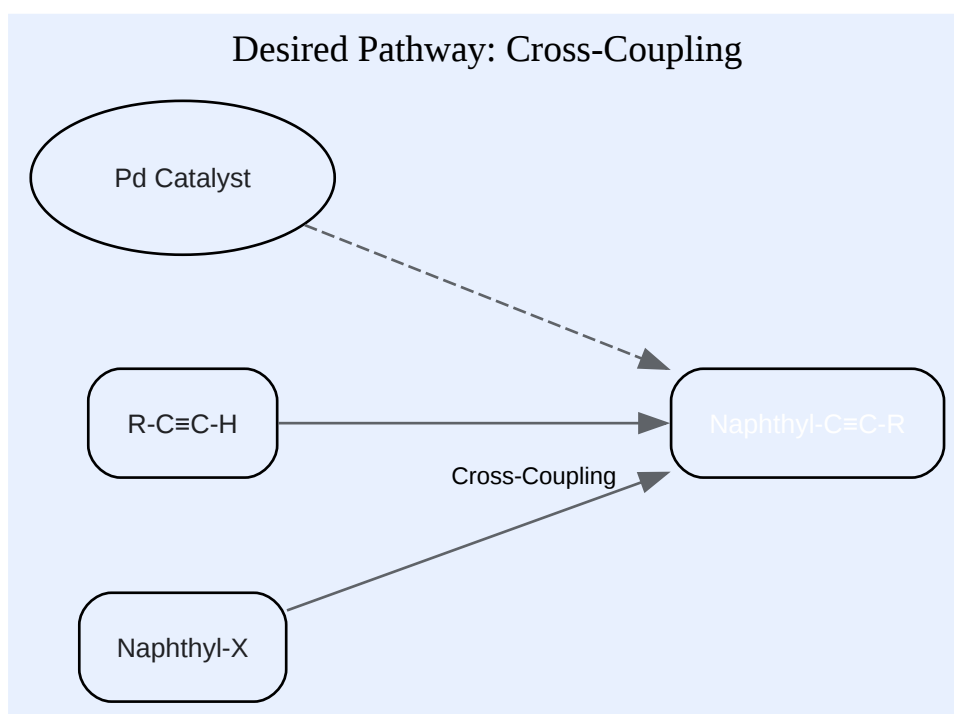 Desired Pathway: Cross-Coupling
Pd Catalyst
R-C≡C-H
Naphthyl-C≡C-R
Cross-Coupling
Naphthyl-X